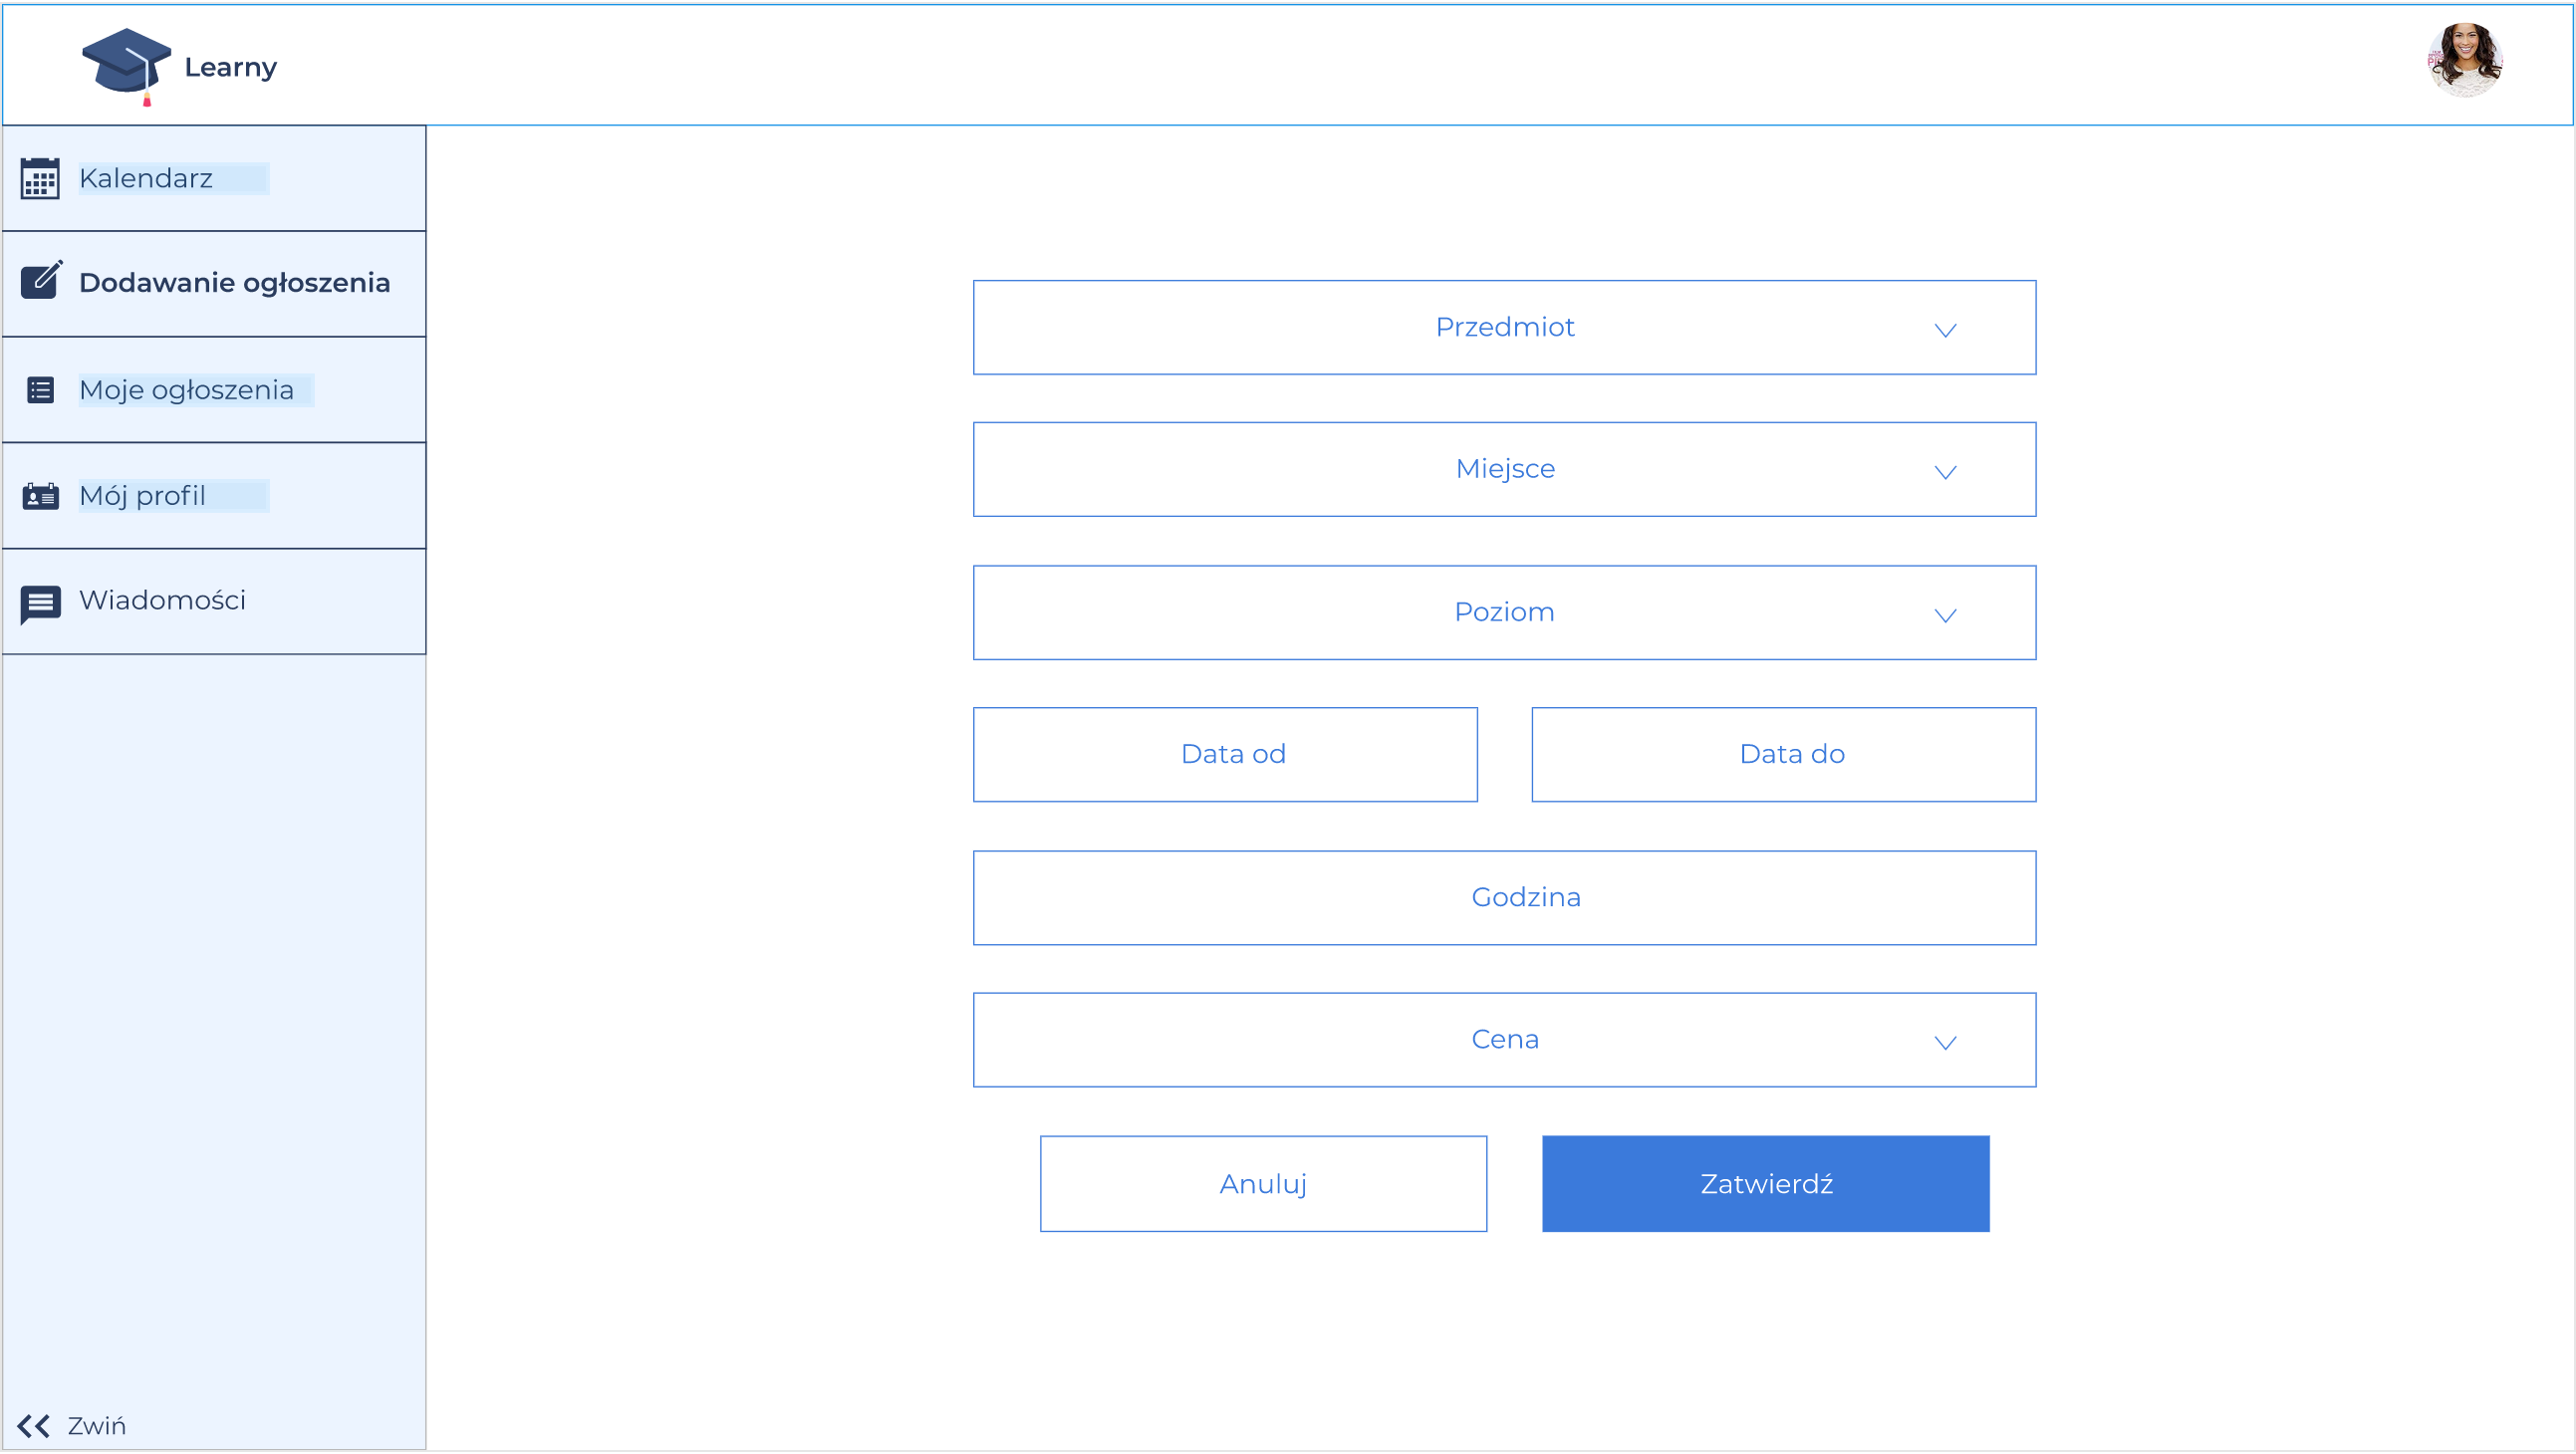 Learny
Kalendarz
Dodawanie ogłoszenia
Moje ogłoszenia
Mój profil
Wiadomości
Zwiń
Przedmiot
Miejsce
Poziom
Data od
Data do
Godzina
Cena
Anuluj
Zatwierdź